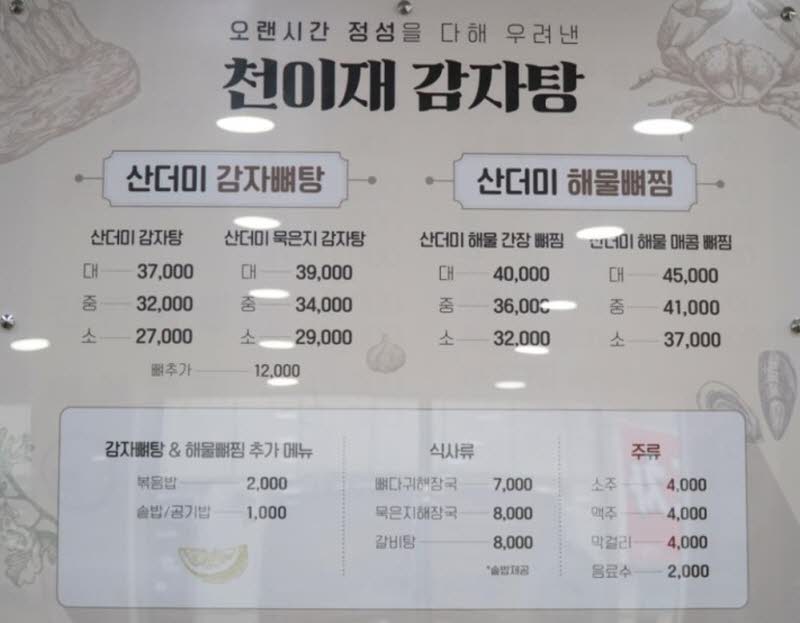 오랜시간 정성을 다해 우려낸
천이재 감자탕
산더미 감자뼈탕
산더미 감자탕
대 37,000
중 32,000
소 27,000
산더미 묵은지 감자탕
대 39,000
중 34,000
소 29,000
뼈추가 12,000
산더미 해물뼈찜
산더미 해물 간장 뼈찜
대 40,000
중 36,000
소 32,000
산더미 해물 매콤 뼈찜
대 45,000
중 41,000
소 37,000
감자뼈탕 & 해물뼈찜 추가 메뉴
볶음밥 2,000
솥밥/공기밥 1,000
식사류
뼈다귀해장국 7,000
묵은지해장국 8,000
갈비탕 8,000
*솥밥제공
주류
소주 4,000
맥주 4,000
막걸리 4,000
음료수 2,000